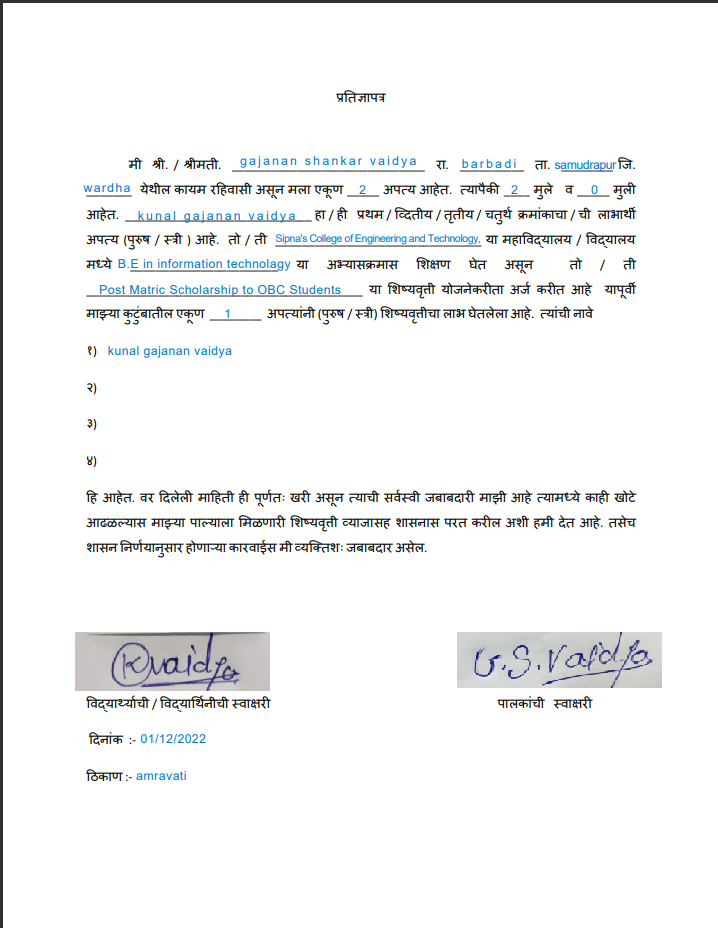 प्रतिज्ञापत्र
मी श्री. / श्रीमती. gajanan shankar vaidya रा. barbadi ता. samudrapur जि.
wardha येथील कायम रहिवासी असून मला एकूण 2 अपत्य आहेत. त्यापैकी 2 मुले व 0 मुली
आहेत. kunal gajanan vaidya हा / ही प्रथम / व्दितीय / तृतीय / चतुर्थ क्रमांकाचा / ची लाभार्थी
अपत्य (पुरुष / स्त्री ) आहे. तो / ती Sipna's College of Engineering and Technology. या महाविद्यालय / विद्यालय
मध्ये B.E in information technolagy या अभ्यासक्रमास शिक्षण घेत असून तो / ती
Post Matric Scholarship to OBC Students या शिष्यवृत्ती योजनेकरीता अर्ज करीत आहे यापूर्वी
माझ्या कुटुंबातील एकूण 1 अपत्यांनी (पुरुष / स्त्री) शिष्यवृत्तीचा लाभ घेतलेला आहे. त्यांची नावे
१) kunal gajanan vaidya
२)
३)
४)
हि आहेत. वर दिलेली माहिती ही पूर्णतः खरी असून त्याची सर्वस्वी जबाबदारी माझी आहे त्यामध्ये काही खोटे
आढळल्यास माझ्या पाल्याला मिळणारी शिष्यवृत्ती व्याजासह शासनास परत करील अशी हमी देत आहे. तसेच
शासन निर्णयानुसार होणाऱ्या कारवाईस मी व्यक्तिशः जबाबदार असेल.
Kvaidya G.S.Vaidya
विद्यार्थ्याची / विद्यार्थिनीची स्वाक्षरी पालकांची स्वाक्षरी
दिनांक :- 01/12/2022
ठिकाण :- amravati